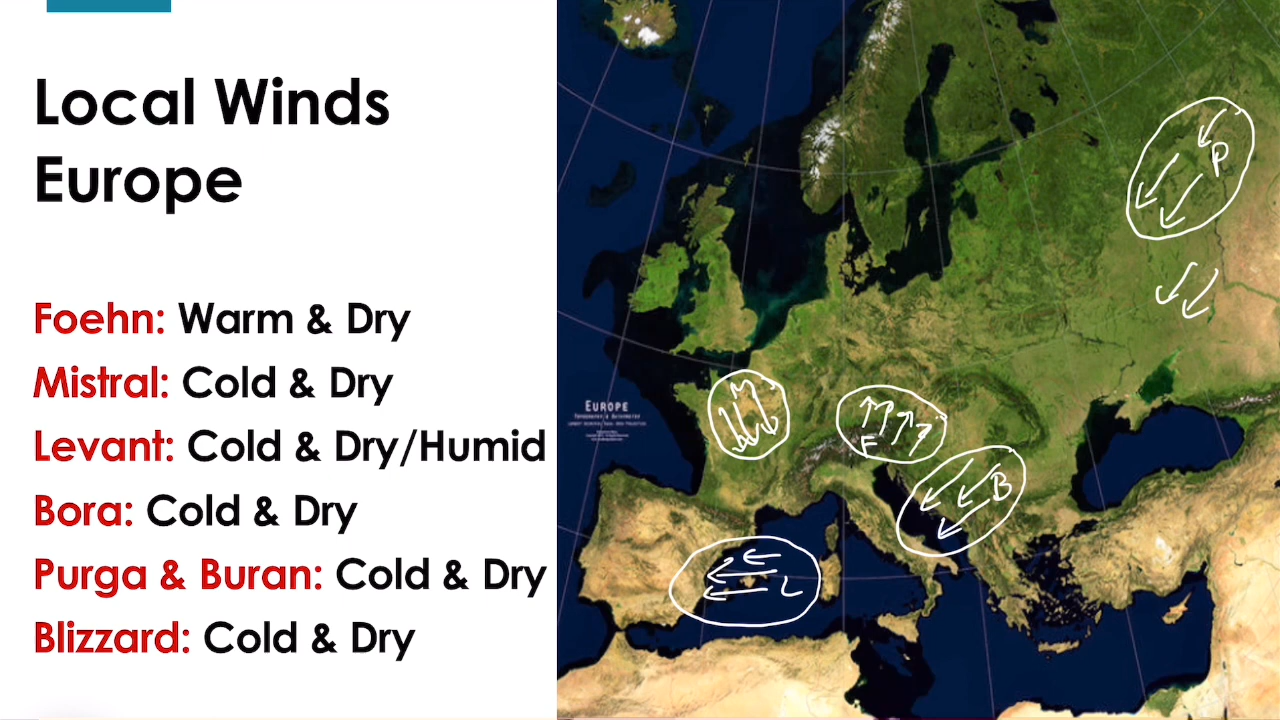 Local Winds
Europe
Foehn: Warm & Dry
Mistral: Cold & Dry
Levant: Cold & Dry/Humid
Bora: Cold & Dry
Purga & Buran: Cold & Dry
Blizzard: Cold & Dry
P
EUROPE
M
F
B
L